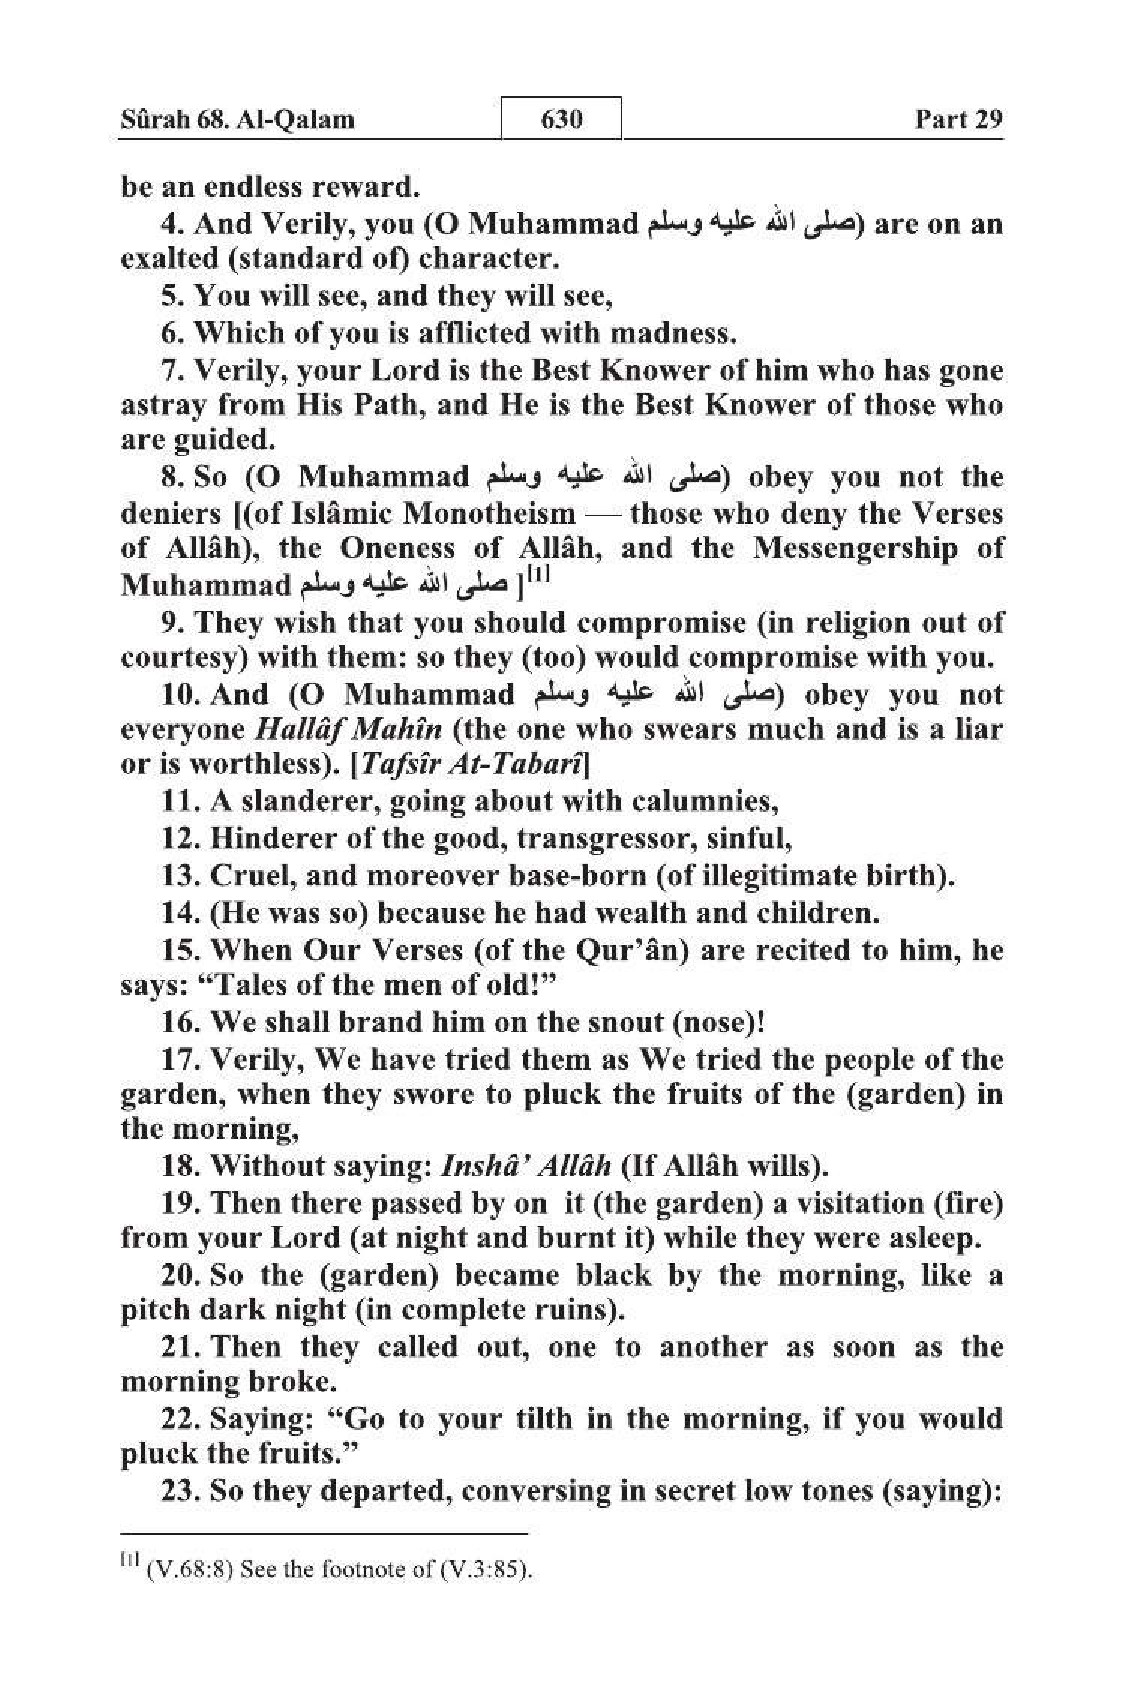 Sûrah 68. Al-Qalam 630 Part 29
be an endless reward.
4. And Verily, you (O Muhammad صلى الله عليه وسلم) are on an
exalted (standard of) character.
5. You will see, and they will see,
6. Which of you is afflicted with madness.
7. Verily, your Lord is the Best Knower of him who has gone
astray from His Path, and He is the Best Knower of those who
are guided.
8. So (O Muhammad صلى الله عليه وسلم) obey you not the
deniers [(of Islâmic Monotheism — those who deny the Verses
of Allâh), the Oneness of Allâh, and the Messengership of
Muhammad صلى الله عليه وسلم ][1]
9. They wish that you should compromise (in religion out of
courtesy) with them: so they (too) would compromise with you.
10. And (O Muhammad صلى الله عليه وسلم) obey you not
everyone Hallâf Mahîn (the one who swears much and is a liar
or is worthless). [Tafsîr At-Tabarî]
11. A slanderer, going about with calumnies,
12. Hinderer of the good, transgressor, sinful,
13. Cruel, and moreover base-born (of illegitimate birth).
14. (He was so) because he had wealth and children.
15. When Our Verses (of the Qur’ân) are recited to him, he
says: “Tales of the men of old!”
16. We shall brand him on the snout (nose)!
17. Verily, We have tried them as We tried the people of the
garden, when they swore to pluck the fruits of the (garden) in
the morning,
18. Without saying: Inshâ’ Allâh (If Allâh wills).
19. Then there passed by on it (the garden) a visitation (fire)
from your Lord (at night and burnt it) while they were asleep.
20. So the (garden) became black by the morning, like a
pitch dark night (in complete ruins).
21. Then they called out, one to another as soon as the
morning broke.
22. Saying: “Go to your tilth in the morning, if you would
pluck the fruits.”
23. So they departed, conversing in secret low tones (saying):
[1] (V.68:8) See the footnote of (V.3:85).